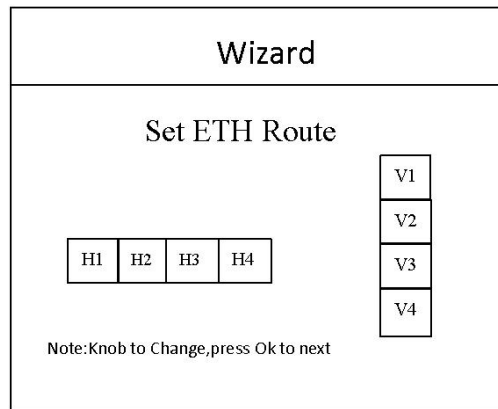 Wizard
Set ETH Route
H1 H2 H3 H4
V1
V2
V3
V4
Note:Knob to Change,press Ok to next